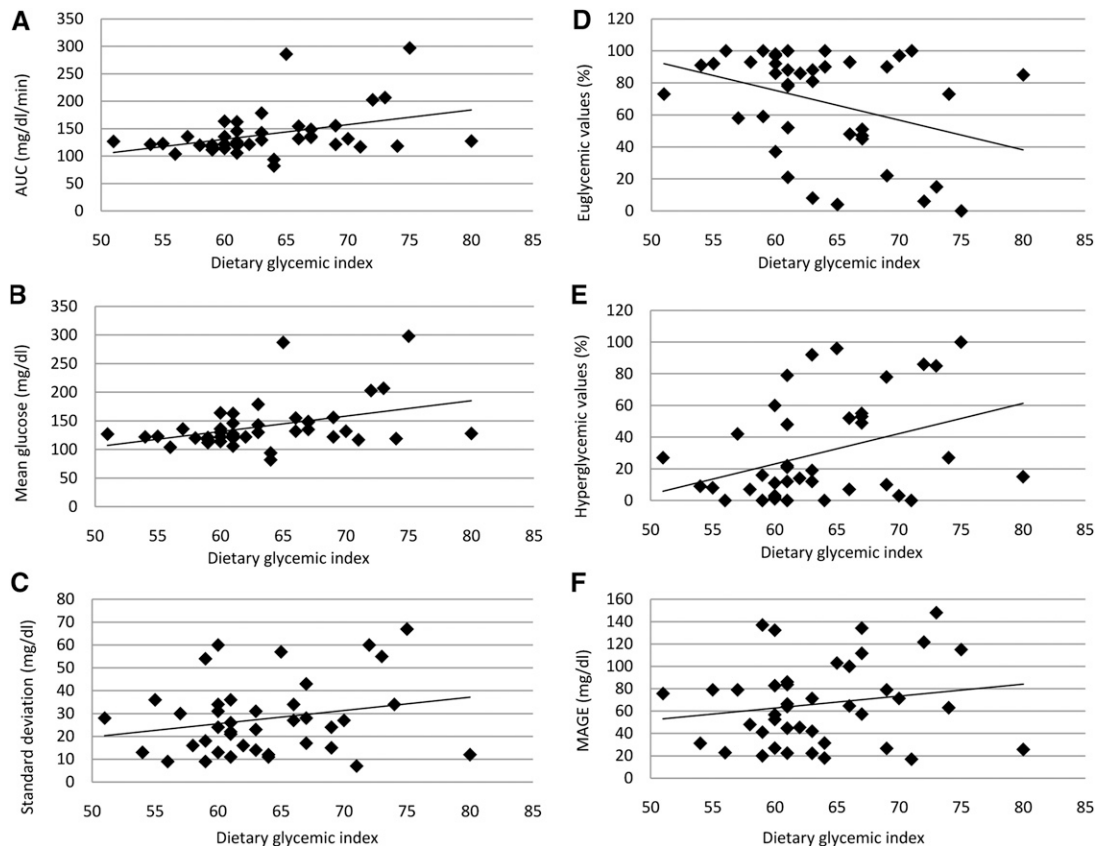 A
350
300
250
200
150
100
50
0
AUC (mg/dl/min)
50 55 60 65 70 75 80 85
Dietary glycemic index
B
350
300
250
200
150
100
50
0
Mean glucose (mg/dl)
50 55 60 65 70 75 80 85
Dietary glycemic index
C
80
70
60
50
40
30
20
10
0
Standard deviation (mg/dl)
50 55 60 65 70 75 80 85
Dietary glycemic index
D
120
100
80
60
40
20
0
Euglycemic values (%)
50 55 60 65 70 75 80 85
Dietary glycemic index
E
120
100
80
60
40
20
0
Hyperglycemic values (%)
50 55 60 65 70 75 80 85
Dietary glycemic index
F
160
140
120
100
80
60
40
20
0
MAGE (mg/dl)
50 55 60 65 70 75 80 85
Dietary glycemic index